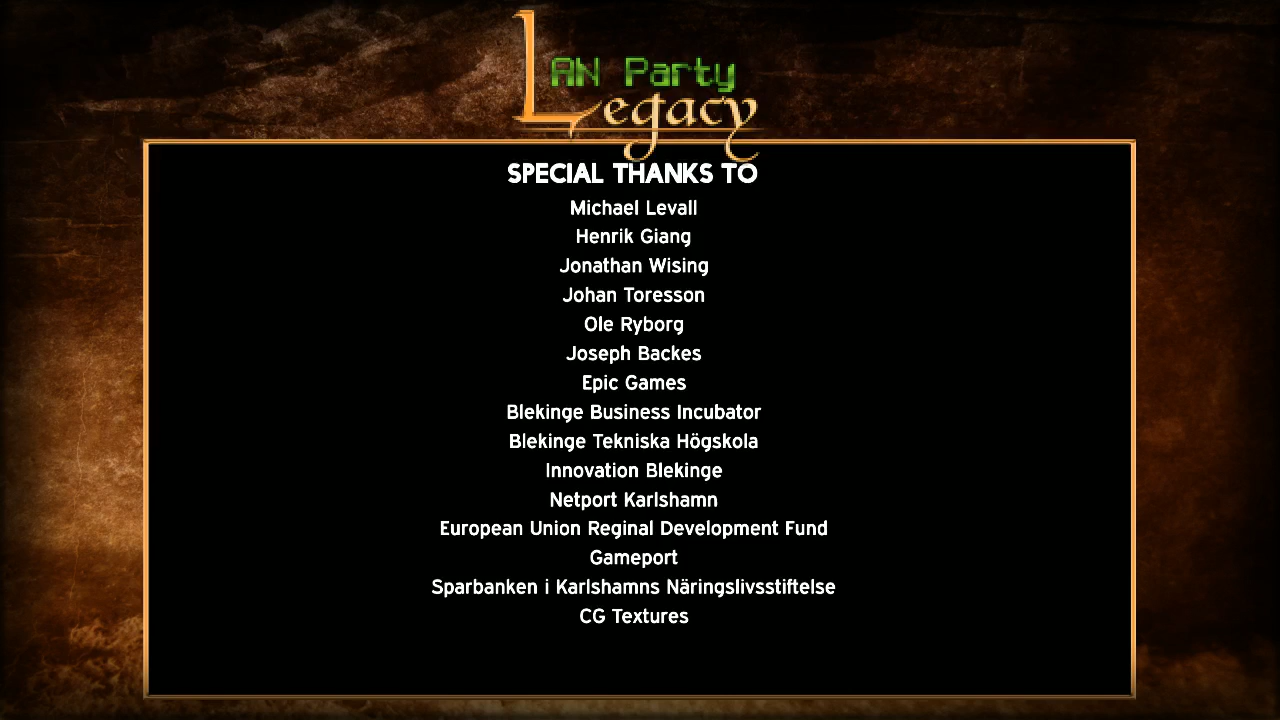 LAN Party
Legacy
SPECIAL THANKS TO
Michael Levall
Henrik Giang
Jonathan Wising
Johan Toresson
Ole Ryborg
Joseph Backes
Epic Games
Blekinge Business Incubator
Blekinge Tekniska Högskola
Innovation Blekinge
Netport Karlshamn
European Union Reginal Development Fund
Gameport
Sparbanken i Karlshamns Näringslivsstiftelse
CG Textures